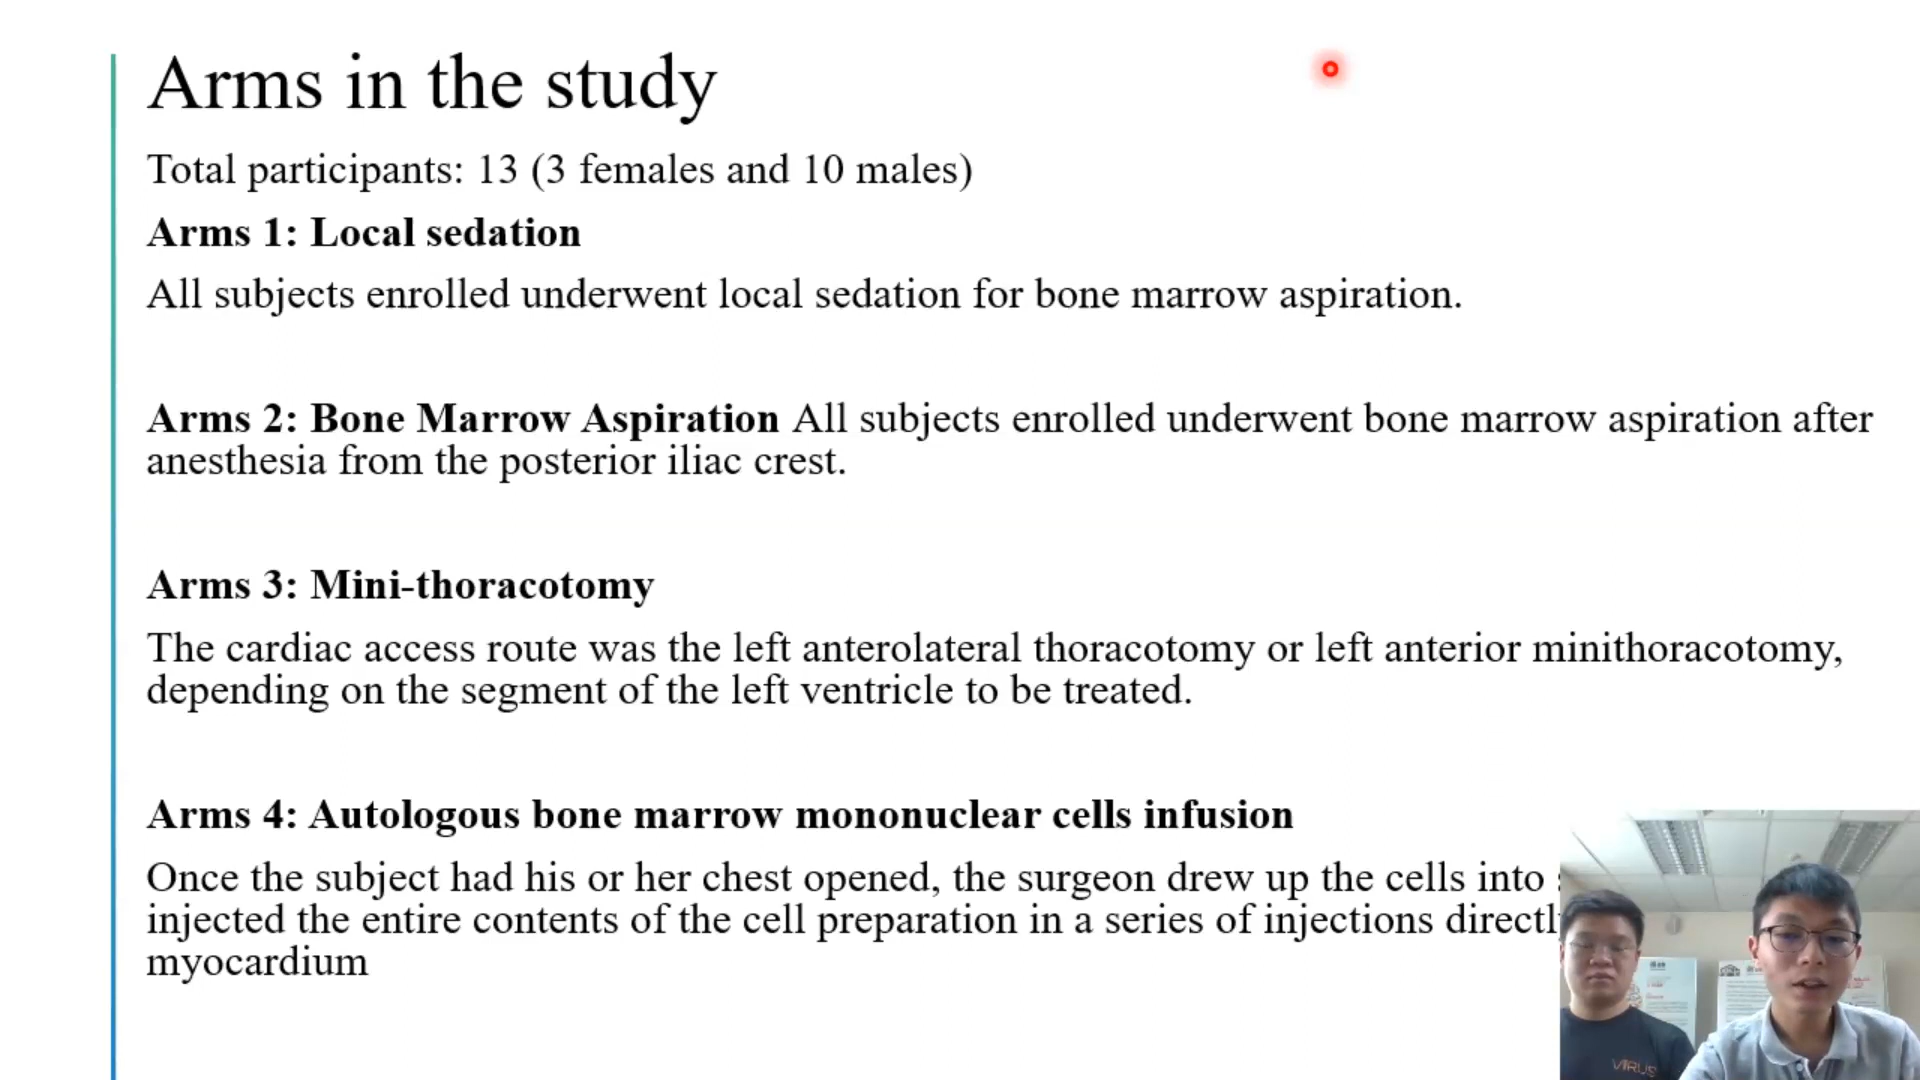 Arms in the study
Total participants: 13 (3 females and 10 males)
Arms 1: Local sedation
All subjects enrolled underwent local sedation for bone marrow aspiration.
Arms 2: Bone Marrow Aspiration All subjects enrolled underwent bone marrow aspiration after
anesthesia from the posterior iliac crest.
Arms 3: Mini-thoracotomy
The cardiac access route was the left anterolateral thoracotomy or left anterior minithoracotomy,
depending on the segment of the left ventricle to be treated.
Arms 4: Autologous bone marrow mononuclear cells infusion
Once the subject had his or her chest opened, the surgeon drew up the cells into
injected the entire contents of the cell preparation in a series of injections
myocardium
VIRUS